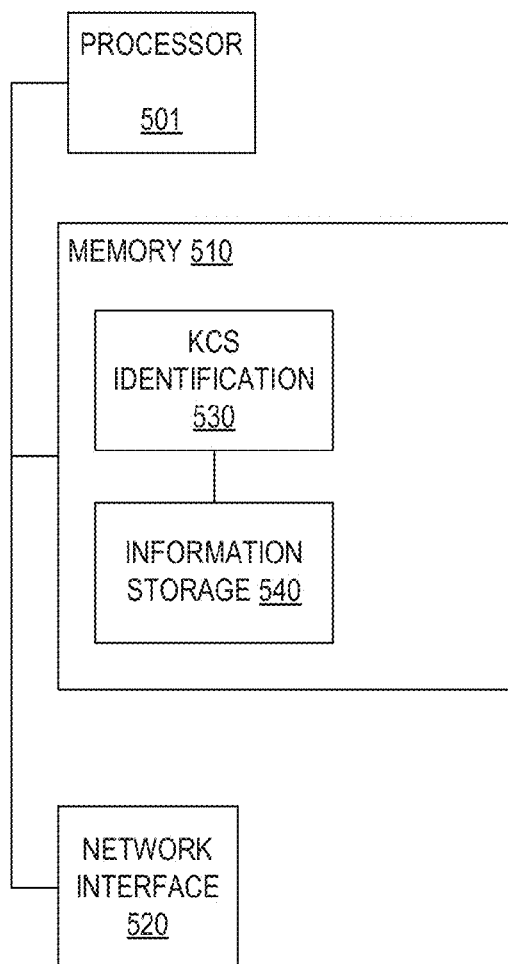 PROCESSOR
501
MEMORY 510
KCS
IDENTIFICATION
530
INFORMATION
STORAGE 540
NETWORK
INTERFACE
520